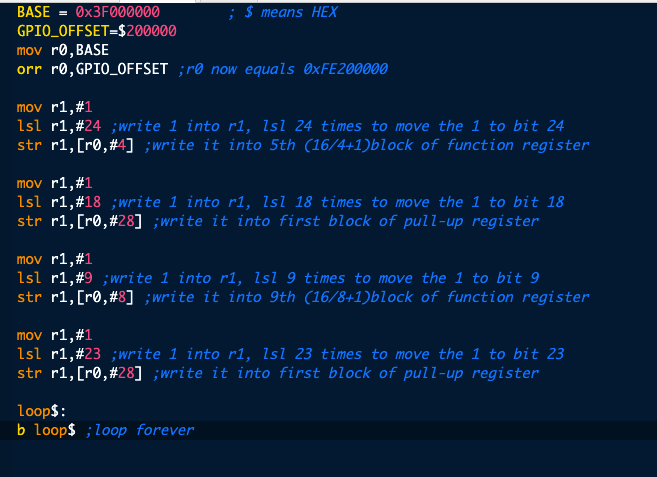 BASE = 0x3F000000 ; $ means HEX
GPIO_OFFSET=$200000
mov r0,BASE
orr r0,GPIO_OFFSET ;r0 now equals 0xFE200000
mov r1,#1
lsl r1,#24 ;write 1 into r1, lsl 24 times to move the 1 to bit 24
str r1,[r0,#4] ;write it into 5th (16/4+1)block of function register
mov r1,#1
lsl r1,#18 ;write 1 into r1, lsl 18 times to move the 1 to bit 18
str r1,[r0,#28] ;write it into first block of pull-up register
mov r1,#1
lsl r1,#9 ;write 1 into r1, lsl 9 times to move the 1 to bit 9
str r1,[r0,#8] ;write it into 9th (16/8+1)block of function register
mov r1,#1
lsl r1,#23 ;write 1 into r1, lsl 23 times to move the 1 to bit 23
str r1,[r0,#28] ;write it into first block of pull-up register
loop$:
b loop$ ;loop forever